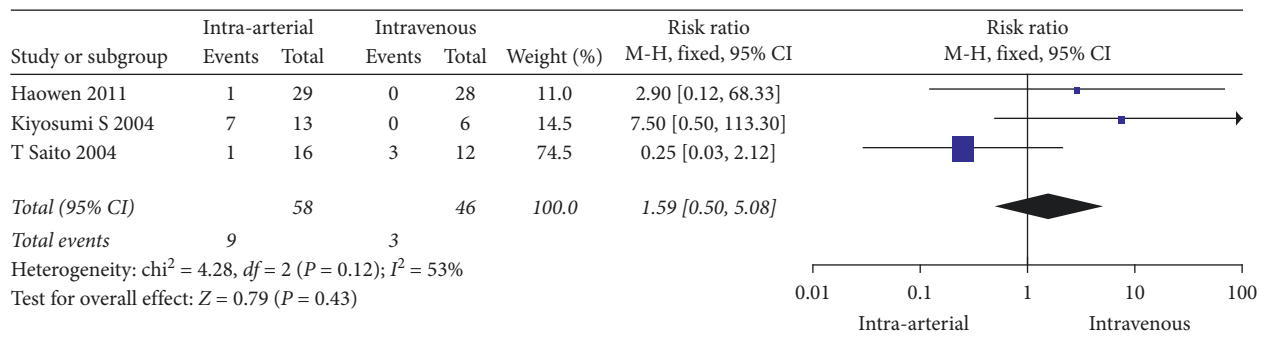 Intra-arterial Intravenous Risk ratio Risk ratio
Study or subgroup Events Total Events Total Weight (%) M-H, fixed, 95% CI M-H, fixed, 95% CI
Haowen 2011 1 29 0 28 11.0 2.90 [0.12, 68.33]
Kiyosumi S 2004 7 13 0 6 14.5 7.50 [0.50, 113.30]
T Saito 2004 1 16 3 12 74.5 0.25 [0.03, 2.12]
Total (95% CI) 58 46 100.0 1.59 [0.50, 5.08]
Total events 9 3
Heterogeneity: chi² = 4.28, df = 2 (P = 0.12); I² = 53%
Test for overall effect: Z = 0.79 (P = 0.43)
0.01 0.1 1 10 100
Intra-arterial Intravenous